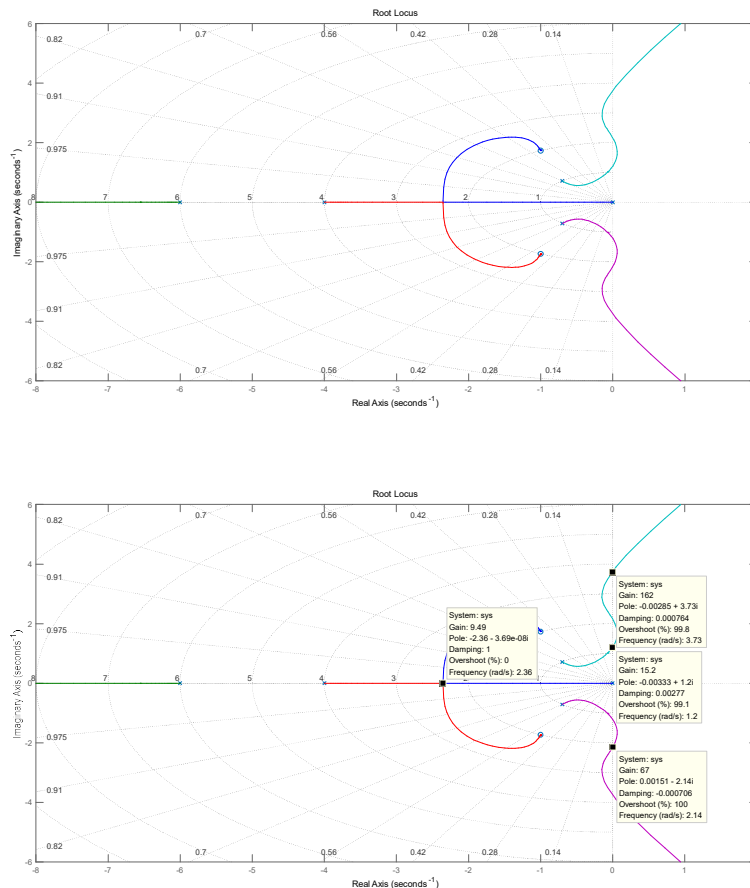 Root Locus
6
0.82
0.7
0.56
0.42
0.28
0.14
0.91
4
0.975
2
Imaginary Axis (seconds⁻¹)
0
8 7 6 5 4 3 2 1
-2
0.975
-4
0.91
0.82
0.7
0.56
0.42
0.28
0.14
-6
-8 -7 -6 -5 -4 -3 -2 -1 0 1
Real Axis (seconds⁻¹)
Root Locus
6
0.82
0.7
0.56
0.42
0.28
0.14
0.91
4
0.975
2
Imaginary Axis (seconds⁻¹)
0
8 7 6 5 4 3 2 1
-2
0.975
-4
0.91
0.82
0.7
0.56
0.42
0.28
0.14
-6
-8 -7 -6 -5 -4 -3 -2 -1 0 1
Real Axis (seconds⁻¹)
System: sys
Gain: 9.49
Pole: -2.36 - 3.69e-08i
Damping: 1
Overshoot (%): 0
Frequency (rad/s): 2.36
System: sys
Gain: 162
Pole: -0.00285 + 3.73i
Damping: 0.000764
Overshoot (%): 99.8
Frequency (rad/s): 3.73
System: sys
Gain: 15.2
Pole: -0.00333 + 1.2i
Damping: 0.00277
Overshoot (%): 99.1
Frequency (rad/s): 1.2
System: sys
Gain: 67
Pole: 0.00151 - 2.14i
Damping: -0.000706
Overshoot (%): 100
Frequency (rad/s): 2.14